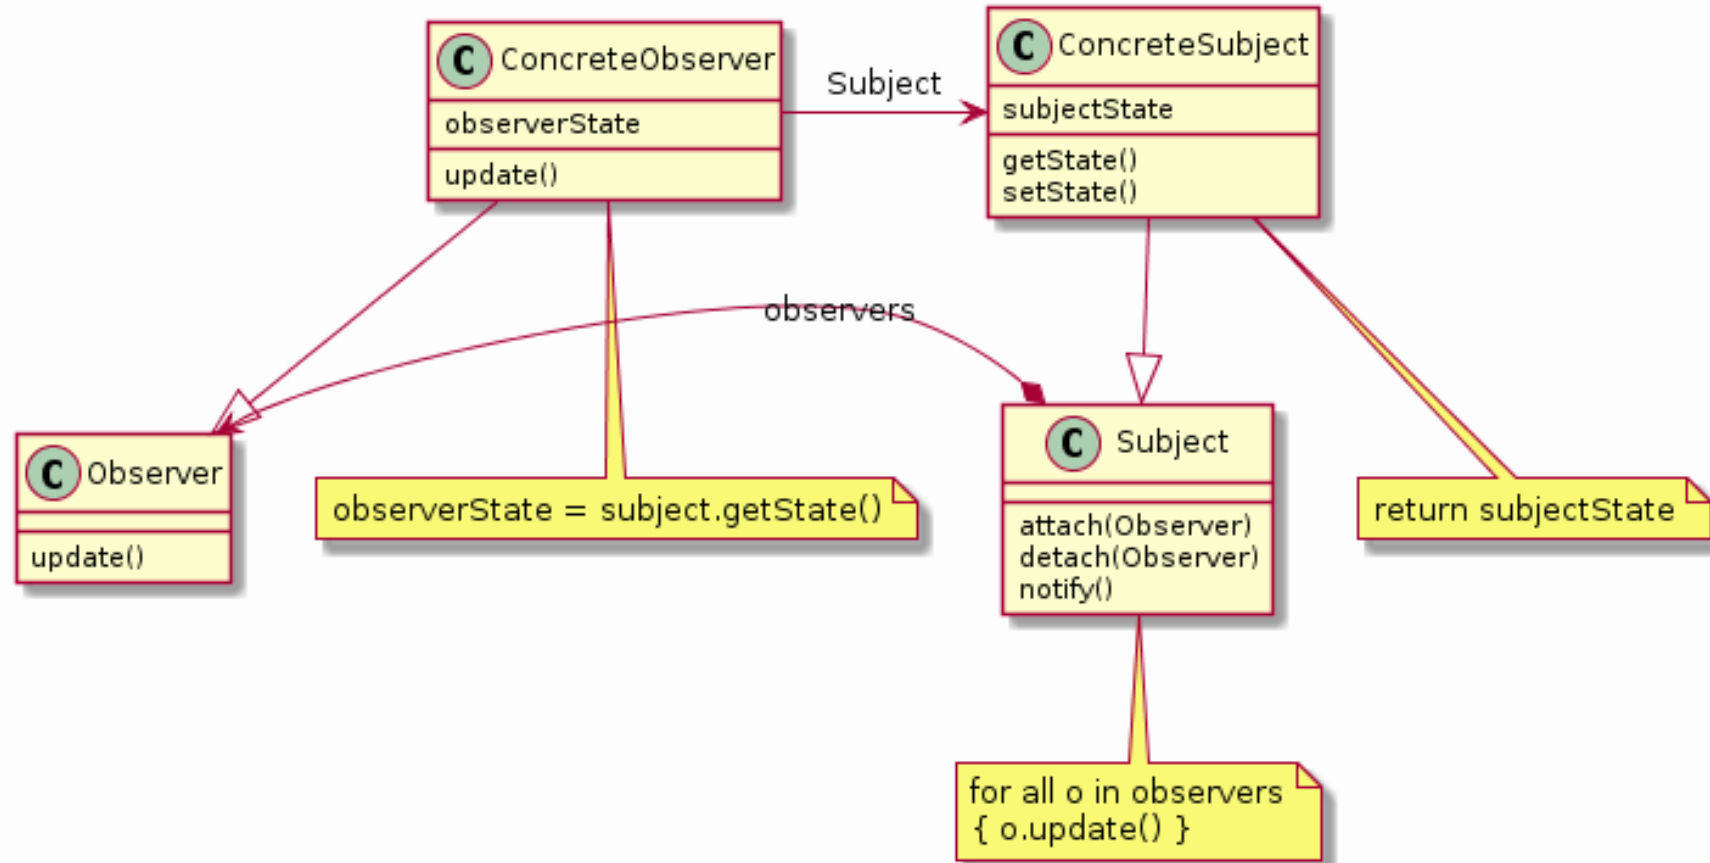 C ConcreteObserver
observerState
update()
Subject
C ConcreteSubject
subjectState
getState()
setState()
observers
C Observer
update()
observerState = subject.getState()
C Subject
attach(Observer)
detach(Observer)
notify()
return subjectState
for all o in observers
{ o.update() }